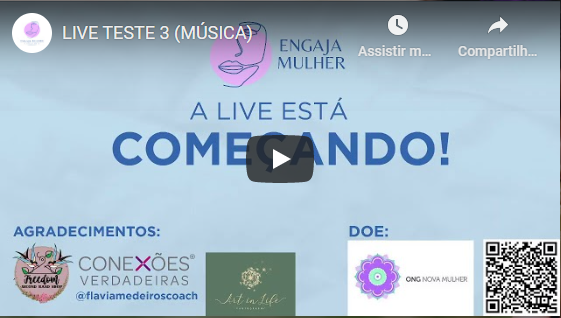 LIVE TESTE 3 (MÚSICA)
Assistir m...
Compartilh...
ENGAJA
MULHER
A LIVE ESTÁ
COMEÇANDO!
AGRADECIMENTOS:
DOE:
Freedom
CONEXÕES®
VERDADEIRAS
@flaviamedeiroscoach
Art in Life
ONG NOVA MULHER